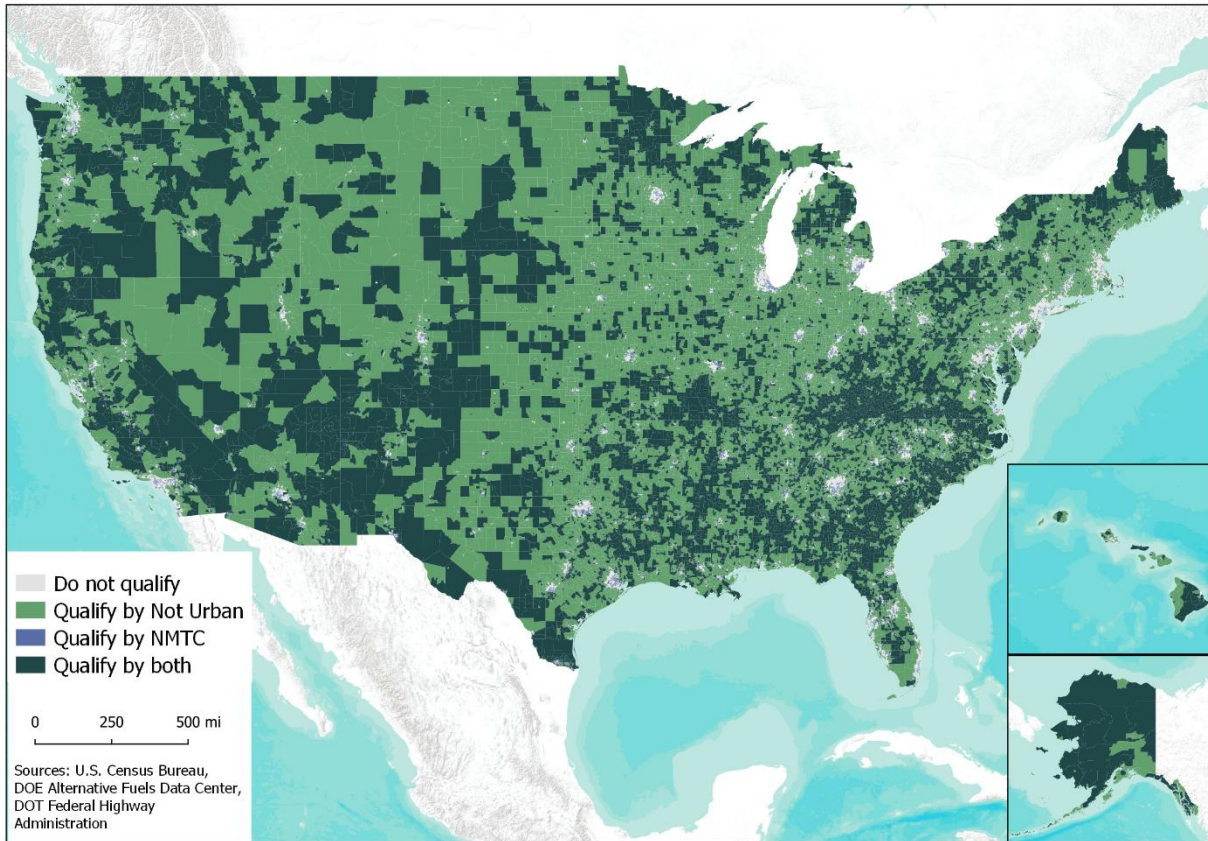 Do not qualify
Qualify by Not Urban
Qualify by NMTC
Qualify by both
0 250 500 mi
Sources: U.S. Census Bureau,
DOE Alternative Fuels Data Center,
DOT Federal Highway
Administration